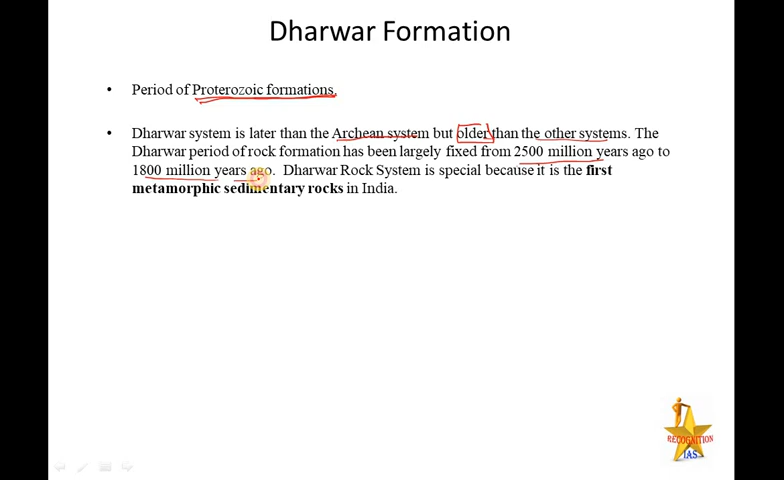 Dharwar Formation
• Period of Proterozoic formations.
• Dharwar system is later than the Archean system but older than the other systems. The
Dharwar period of rock formation has been largely fixed from 2500 million years ago to
1800 million years ago. Dharwar Rock System is special because it is the first
metamorphic sedimentary rocks in India.
RECOGNITION
IAS